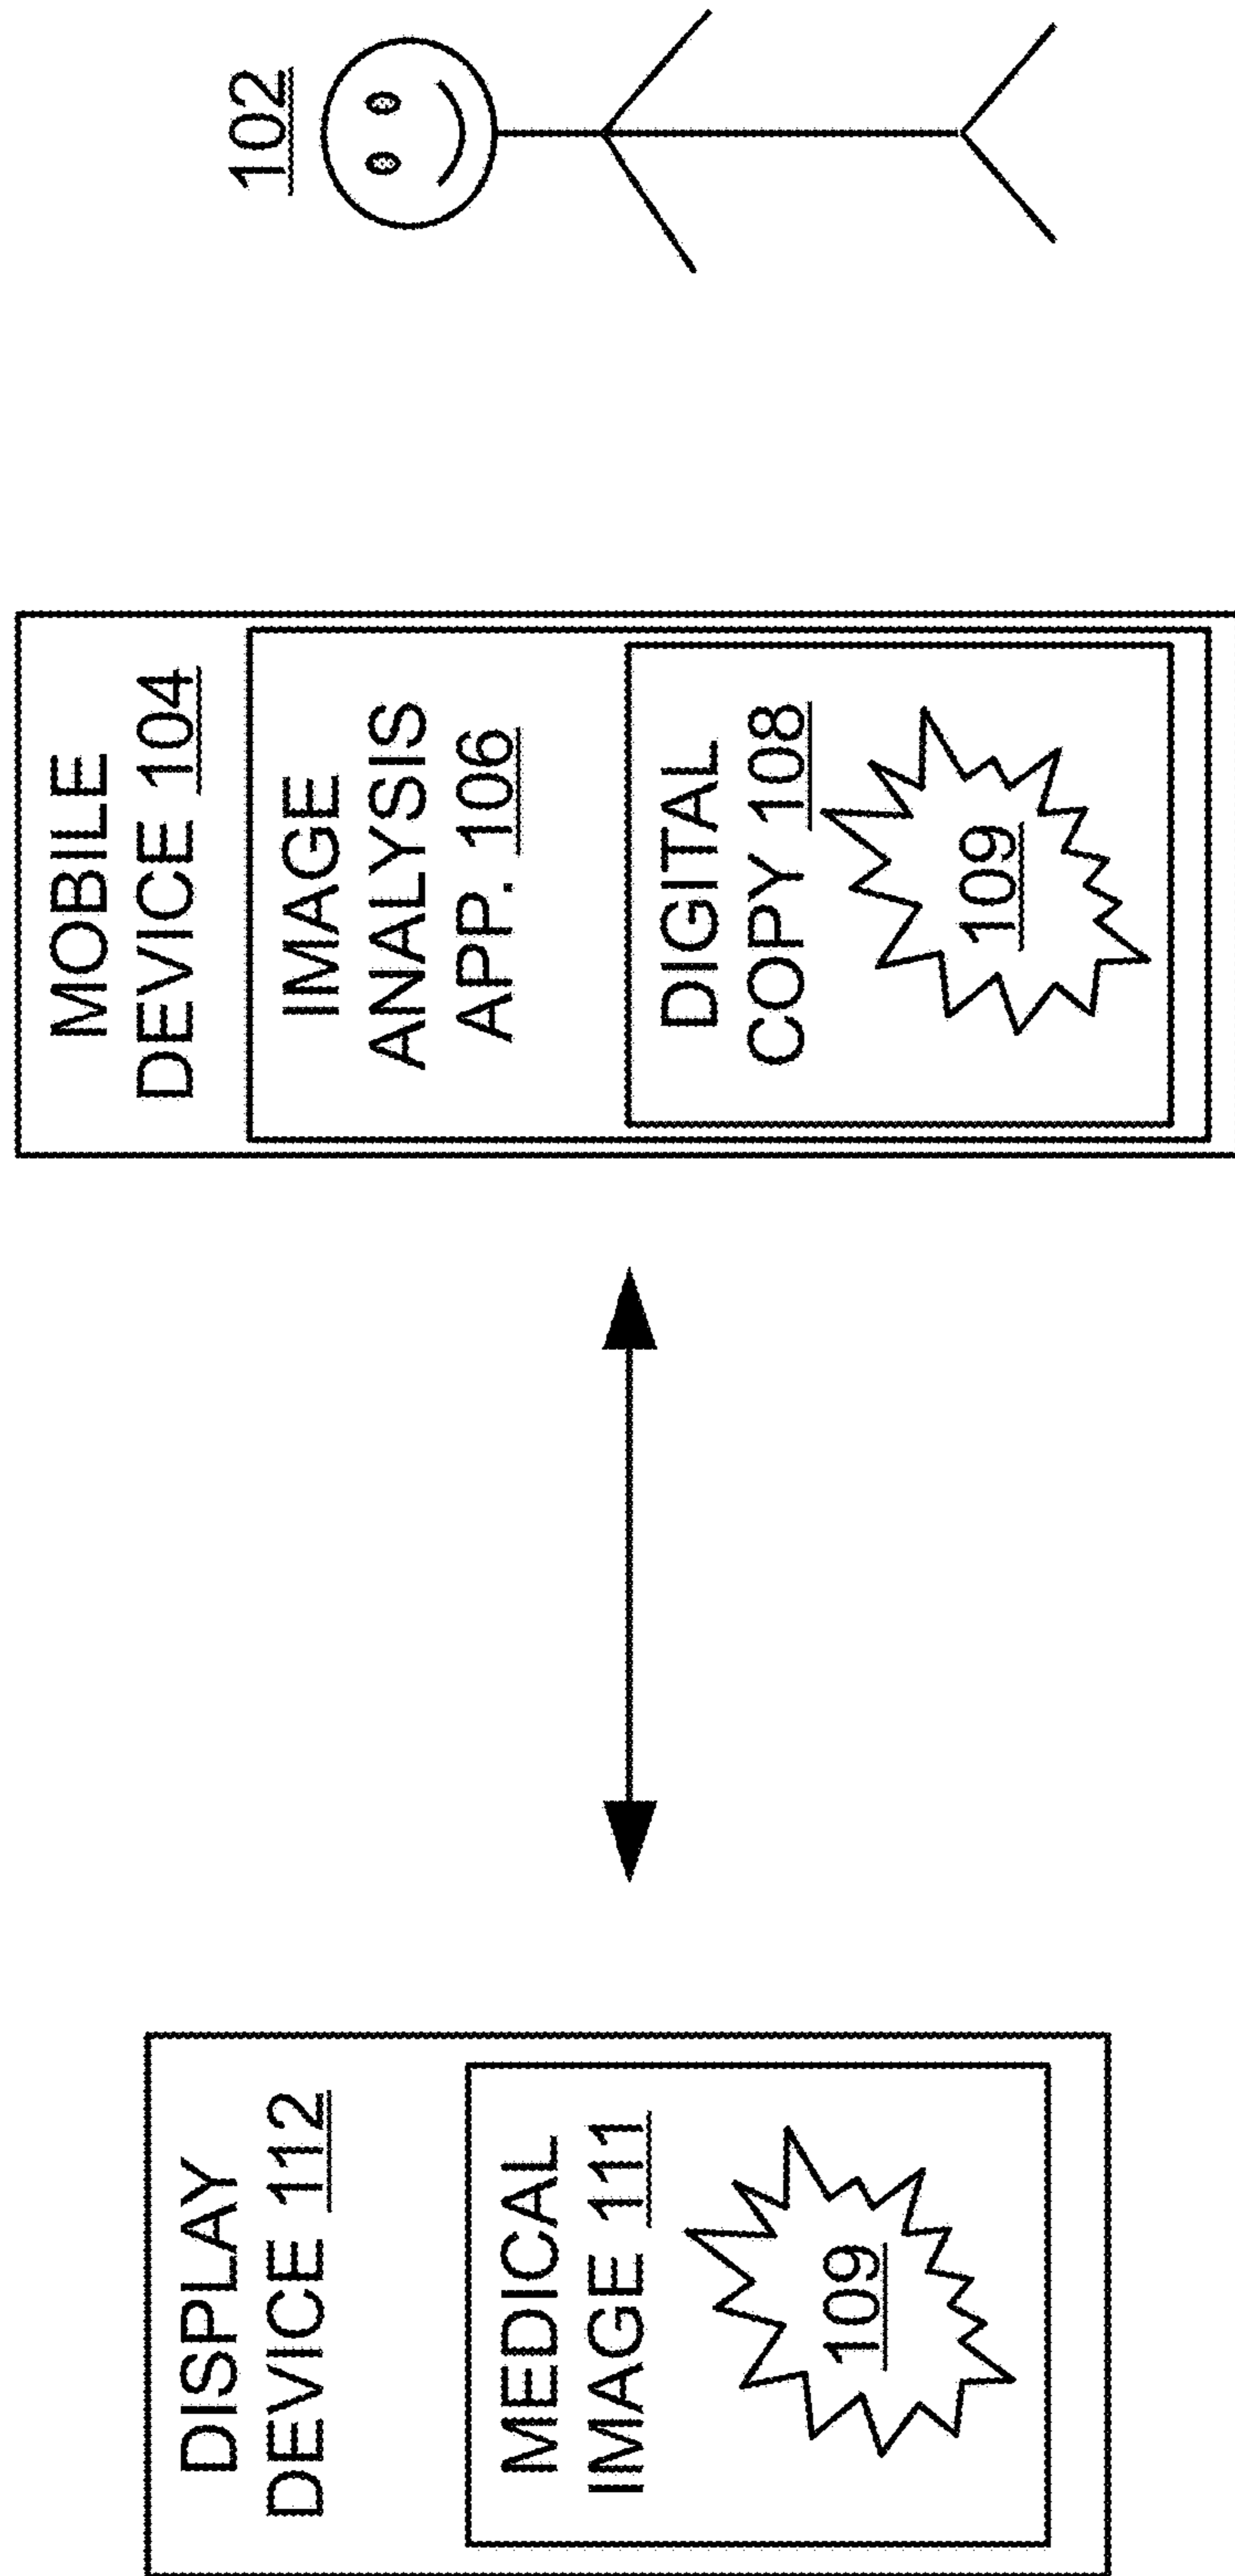 DISPLAY
DEVICE 112
MEDICAL
IMAGE 111
109
MOBILE
DEVICE 104
IMAGE
ANALYSIS
APP. 106
DIGITAL
COPY 108
109
102